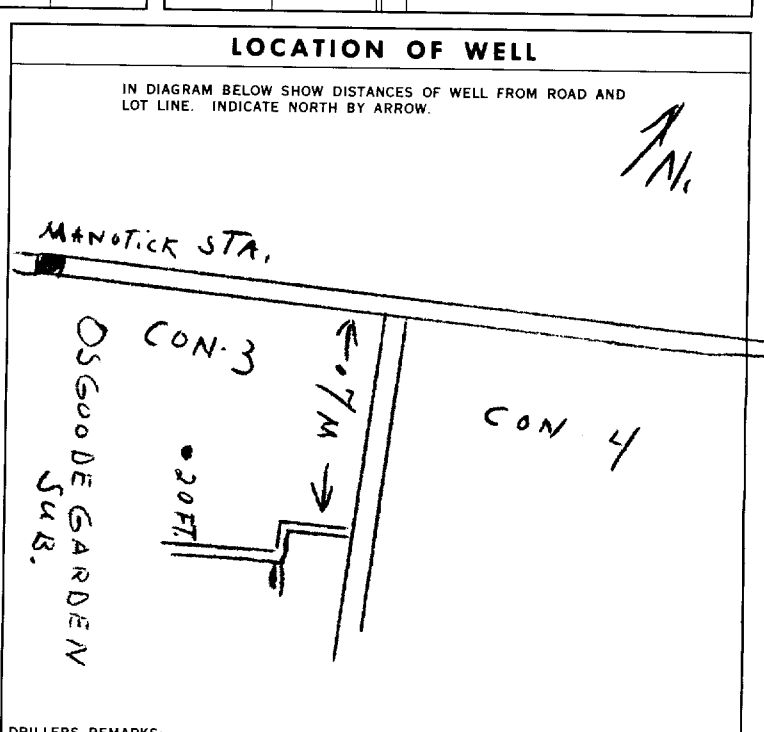 LOCATION OF WELL
IN DIAGRAM BELOW SHOW DISTANCES OF WELL FROM ROAD AND
LOT LINE. INDICATE NORTH BY ARROW.
N.
MANOTICK STA.
CON. 3
.7 M
CON 4
20 FT.
OSGOODE GARDEN
SUB.
DRILLERS REMARKS: